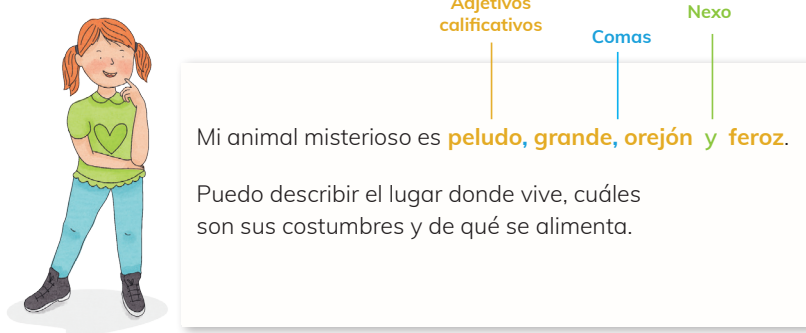 Adjetivos
calificativos
Comas
Nexo
Mi animal misterioso es peludo, grande, orejón y feroz.
Puedo describir el lugar donde vive, cuáles
son sus costumbres y de qué se alimenta.